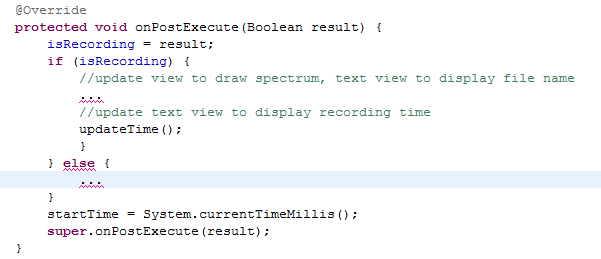 @Override
protected void onPostExecute(Boolean result) {
    isRecording = result;
    if (isRecording) {
        //update view to draw spectrum, text view to display file name
        ...
        //update text view to display recording time
        updateTime();
        }
    } else {
        ...
    }
    startTime = System.currentTimeMillis();
    super.onPostExecute(result);
}